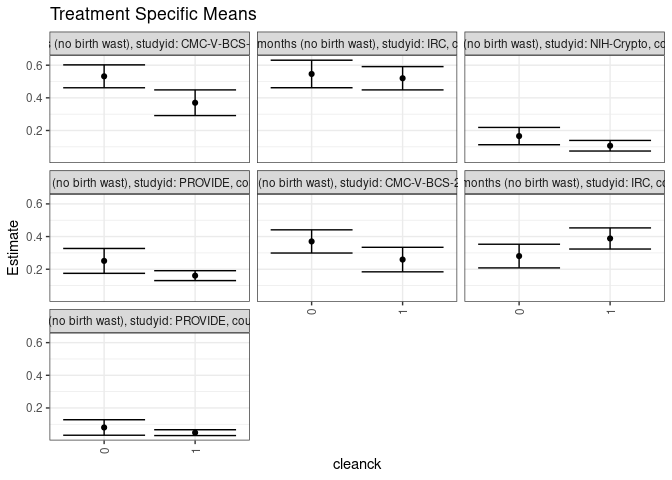 Treatment Specific Means
(no birth wast), studyid: CMC-V-BCS-
months (no birth wast), studyid: IRC, c
(no birth wast), studyid: NIH-Crypto, co
0.6
0.4
0.2
(no birth wast), studyid: PROVIDE, cou
(no birth wast), studyid: CMC-V-BCS-2
months (no birth wast), studyid: IRC, co
0.6
0.4
0.2
0
1
0
1
(no birth wast), studyid: PROVIDE, cou
0.6
0.4
0.2
0
1
Estimate
cleanck